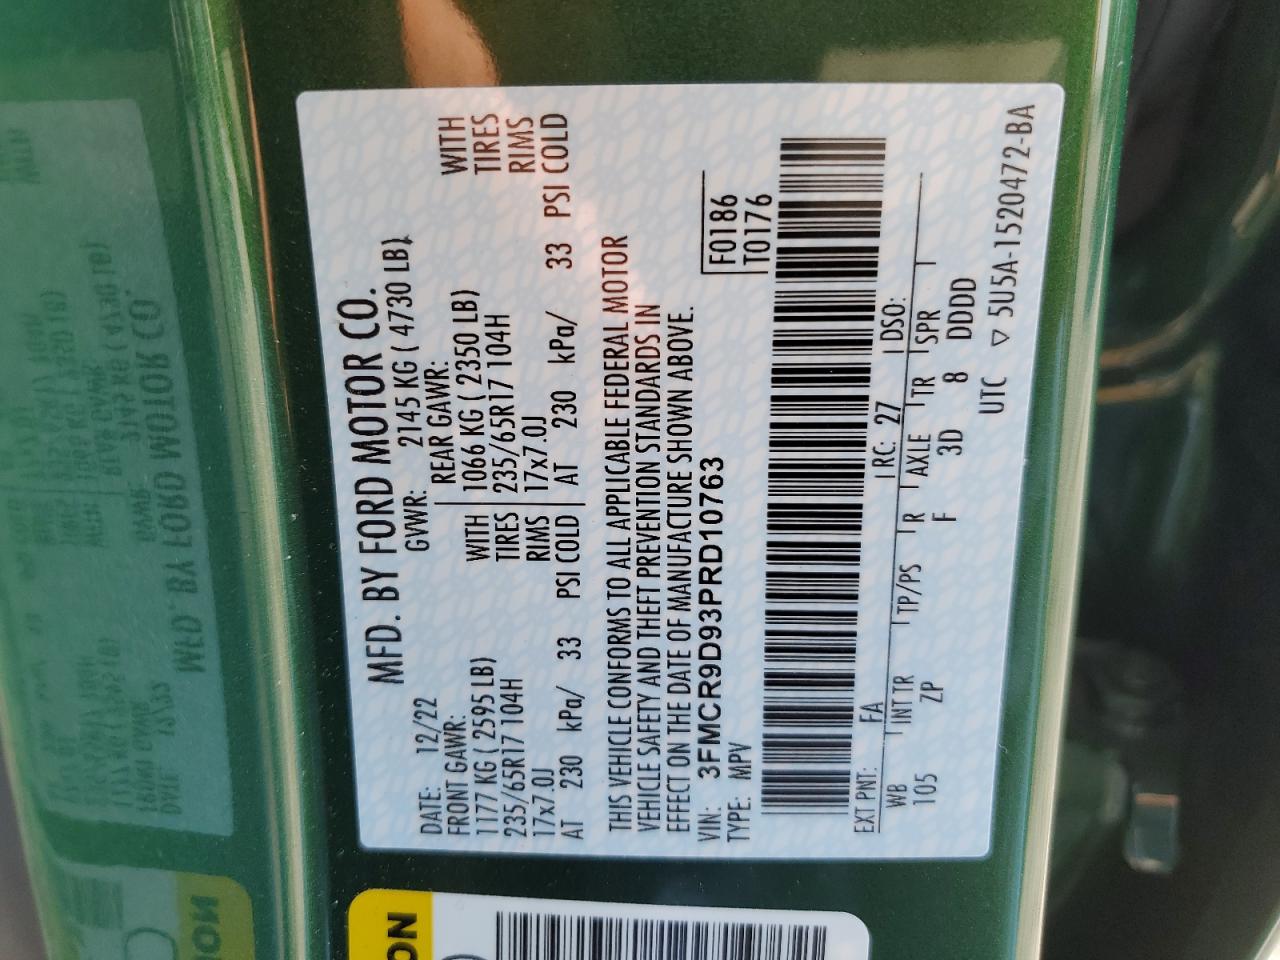 MFD. BY FORD MOTOR CO.
DATE: 12/22 GVWR: 2145 KG ( 4730 LB)
FRONT GAWR: REAR GAWR:
1177 KG ( 2595 LB) WITH 1066 KG ( 2350 LB) WITH
235/65R17 104H TIRES 235/65R17 104H TIRES
17x7.0J RIMS 17x7.0J RIMS
AT 230 kPa/ 33 PSI COLD AT 230 kPa/ 33 PSI COLD
THIS VEHICLE CONFORMS TO ALL APPLICABLE FEDERAL MOTOR
VEHICLE SAFETY AND THEFT PREVENTION STANDARDS IN
EFFECT ON THE DATE OF MANUFACTURE SHOWN ABOVE.
VIN: 3FMCR9D93PRD10763 F0186
TYPE: MPV T0176
EXT PNT: FA RC: 27 DSO:
WB INT TR TP/PS R AXLE TR SPR
105 ZP F 3D 8 DDDD
UTC ▽ 5U5A-1520472-BA